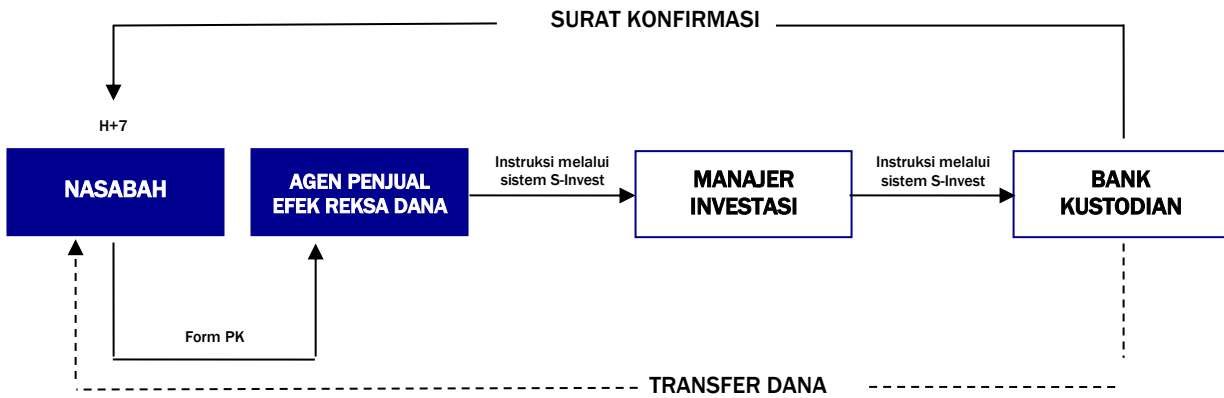 SURAT KONFIRMASI
H+7
NASABAH
AGEN PENJUAL
EFEK REKSA DANA
Instruksi melalui
sistem S-Invest
MANAJER
INVESTASI
Instruksi melalui
sistem S-Invest
BANK
KUSTODIAN
Form PK
TRANSFER DANA